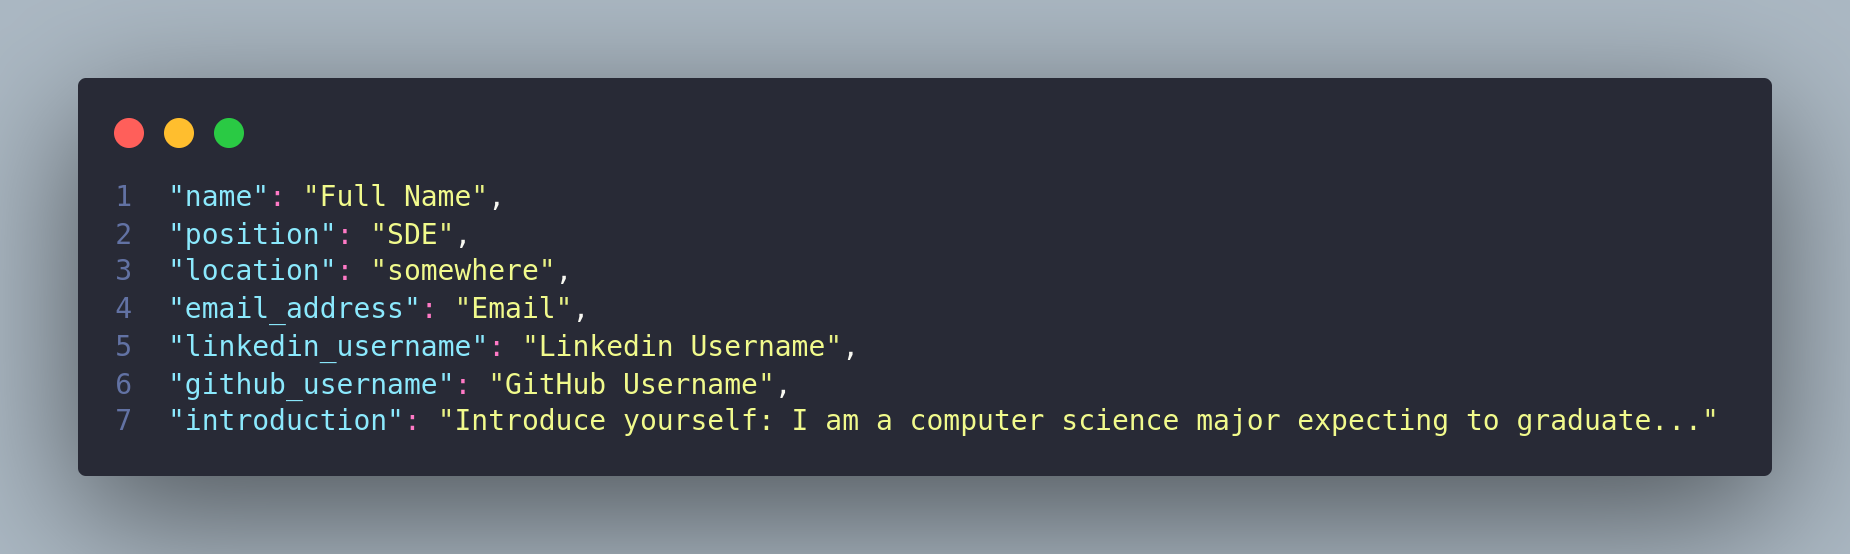 1 "name": "Full Name",
2 "position": "SDE",
3 "location": "somewhere",
4 "email_address": "Email",
5 "linkedin_username": "Linkedin Username",
6 "github_username": "GitHub Username",
7 "introduction": "Introduce yourself: I am a computer science major expecting to graduate..."